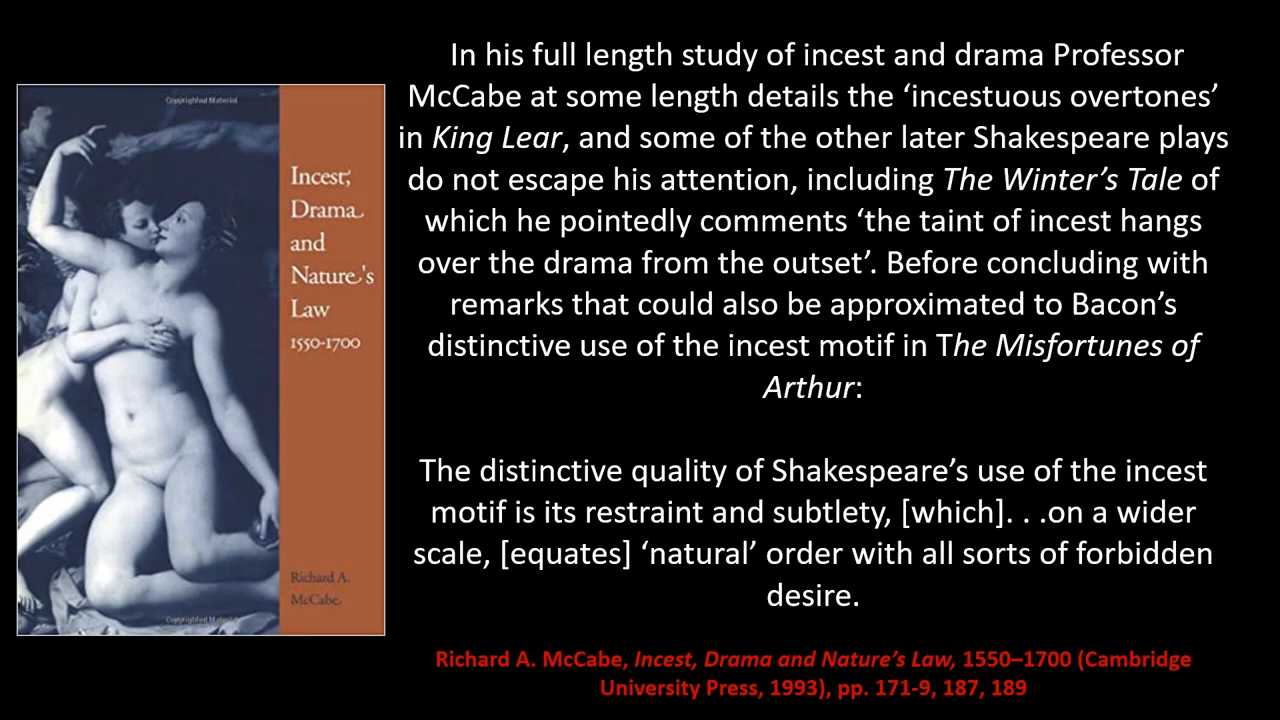 Copyrighted Material
Incest,
Drama
and
Nature's
Law
1550-1700
Richard A.
McCabe
Copyrighted Material
In his full length study of incest and drama Professor
McCabe at some length details the ‘incestuous overtones’
in King Lear, and some of the other later Shakespeare plays
do not escape his attention, including The Winter’s Tale of
which he pointedly comments ‘the taint of incest hangs
over the drama from the outset’. Before concluding with
remarks that could also be approximated to Bacon’s
distinctive use of the incest motif in The Misfortunes of
Arthur:
The distinctive quality of Shakespeare’s use of the incest
motif is its restraint and subtlety, [which]. . .on a wider
scale, [equates] ‘natural’ order with all sorts of forbidden
desire.
Richard A. McCabe, Incest, Drama and Nature’s Law, 1550–1700 (Cambridge
University Press, 1993), pp. 171-9, 187, 189